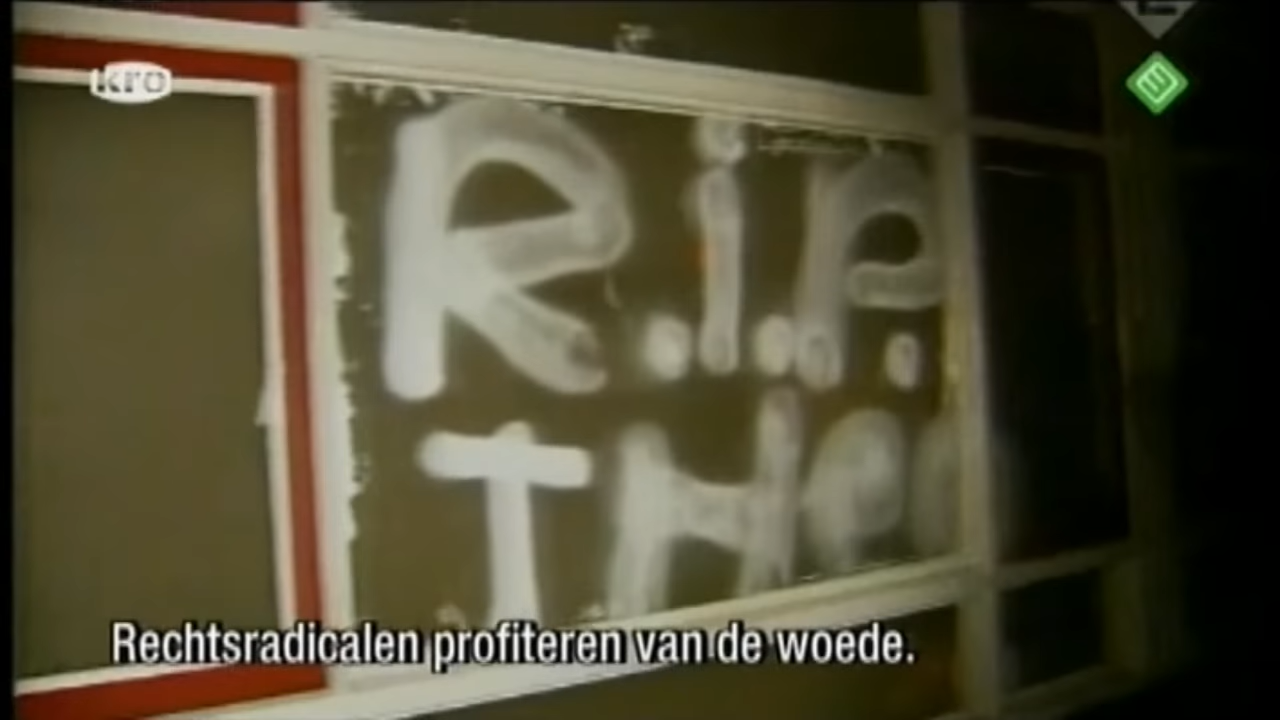 kro
R.i.P.
THeo
Rechtsradicalen profiteren van de woede.